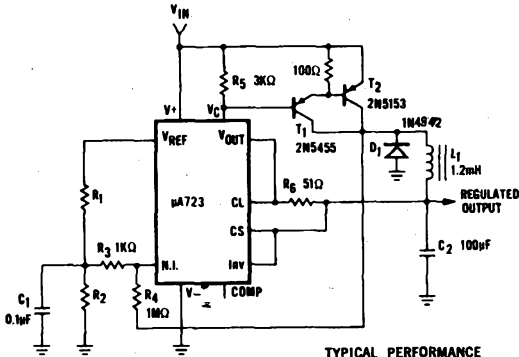 VIN
R5 3KΩ
100Ω
T2
2N5153
V+
VC
T1
2N5455
1N4942
D1
L1
1.2mH
VREF
VOUT
R6 51Ω
R1
μA723
CL
REGULATED
OUTPUT
CS
R3 1KΩ
N.I.
Inv
C2 100μF
V-
COMP
C1
0.1μF
R2
R4
1MΩ
TYPICAL PERFORMANCE